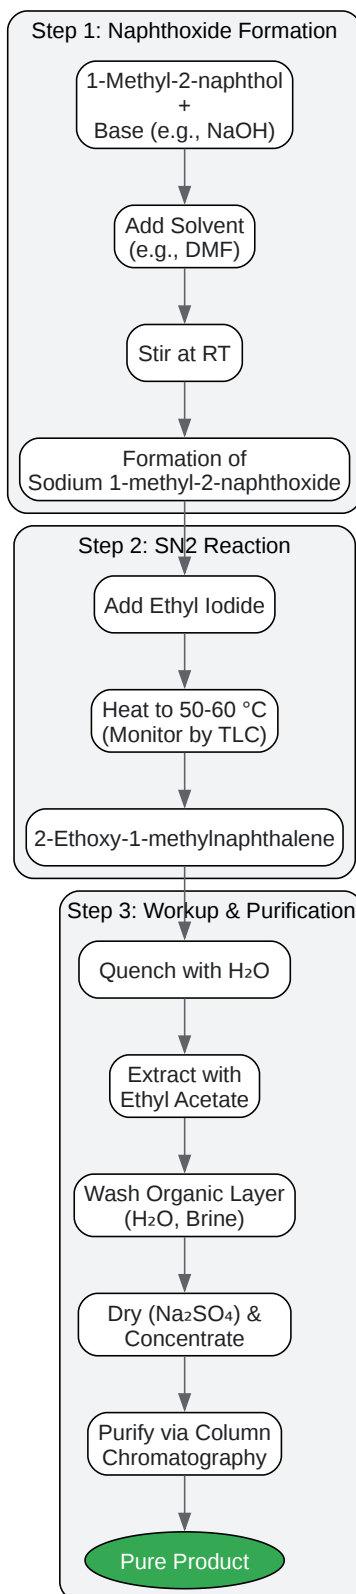 Step 1: Naphthoxide Formation
1-Methyl-2-naphthol
+
Base (e.g., NaOH)
Add Solvent
(e.g., DMF)
Stir at RT
Formation of
Sodium 1-methyl-2-naphthoxide
Step 2: SN2 Reaction
Add Ethyl Iodide
Heat to 50-60 °C
(Monitor by TLC)
2-Ethoxy-1-methylnaphthalene
Step 3: Workup & Purification
Quench with H₂O
Extract with
Ethyl Acetate
Wash Organic Layer
(H₂O, Brine)
Dry (Na₂SO₄) &
Concentrate
Purify via Column
Chromatography
Pure Product